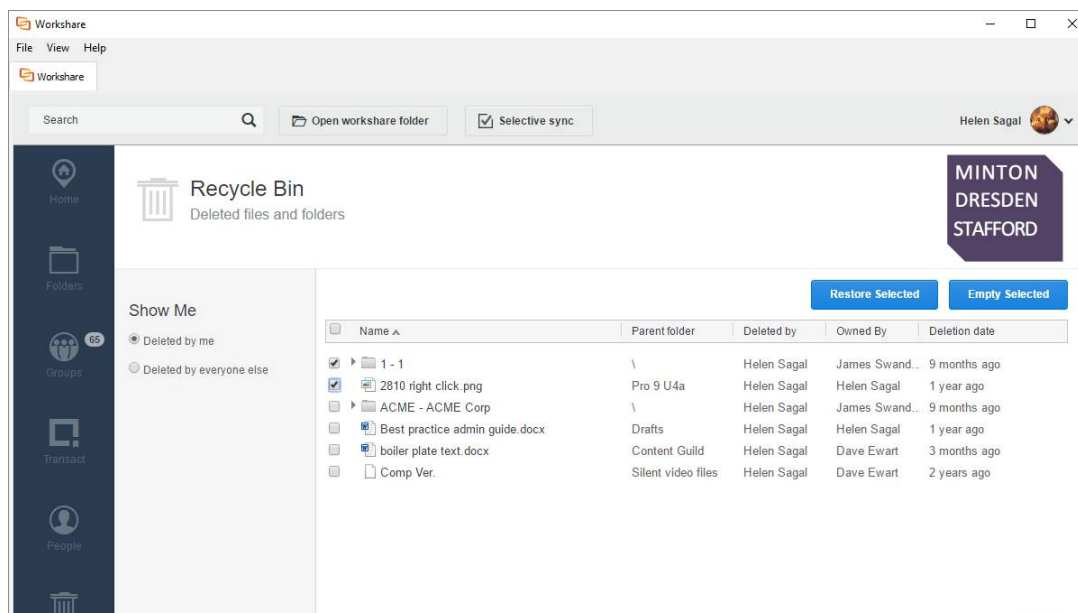 Workshare
File View Help
Workshare
Search Open workshare folder Selective sync Helen Sagal
Home
Folders
Groups 65
Transact
People
Recycle Bin
Deleted files and folders
MINTON
DRESDEN
STAFFORD
Show Me
Deleted by me
Deleted by everyone else
Restore Selected Empty Selected
Name Parent folder Deleted by Owned By Deletion date
1 - 1 \ Helen Sagal James Swand... 9 months ago
2810 right click.png Pro 9 U4a Helen Sagal Helen Sagal 1 year ago
ACME - ACME Corp \ Helen Sagal James Swand... 9 months ago
Best practice admin guide.docx Drafts Helen Sagal Helen Sagal 1 year ago
boiler plate text.docx Content Guild Helen Sagal Dave Ewart 3 months ago
Comp Ver. Silent video files Helen Sagal Dave Ewart 2 years ago